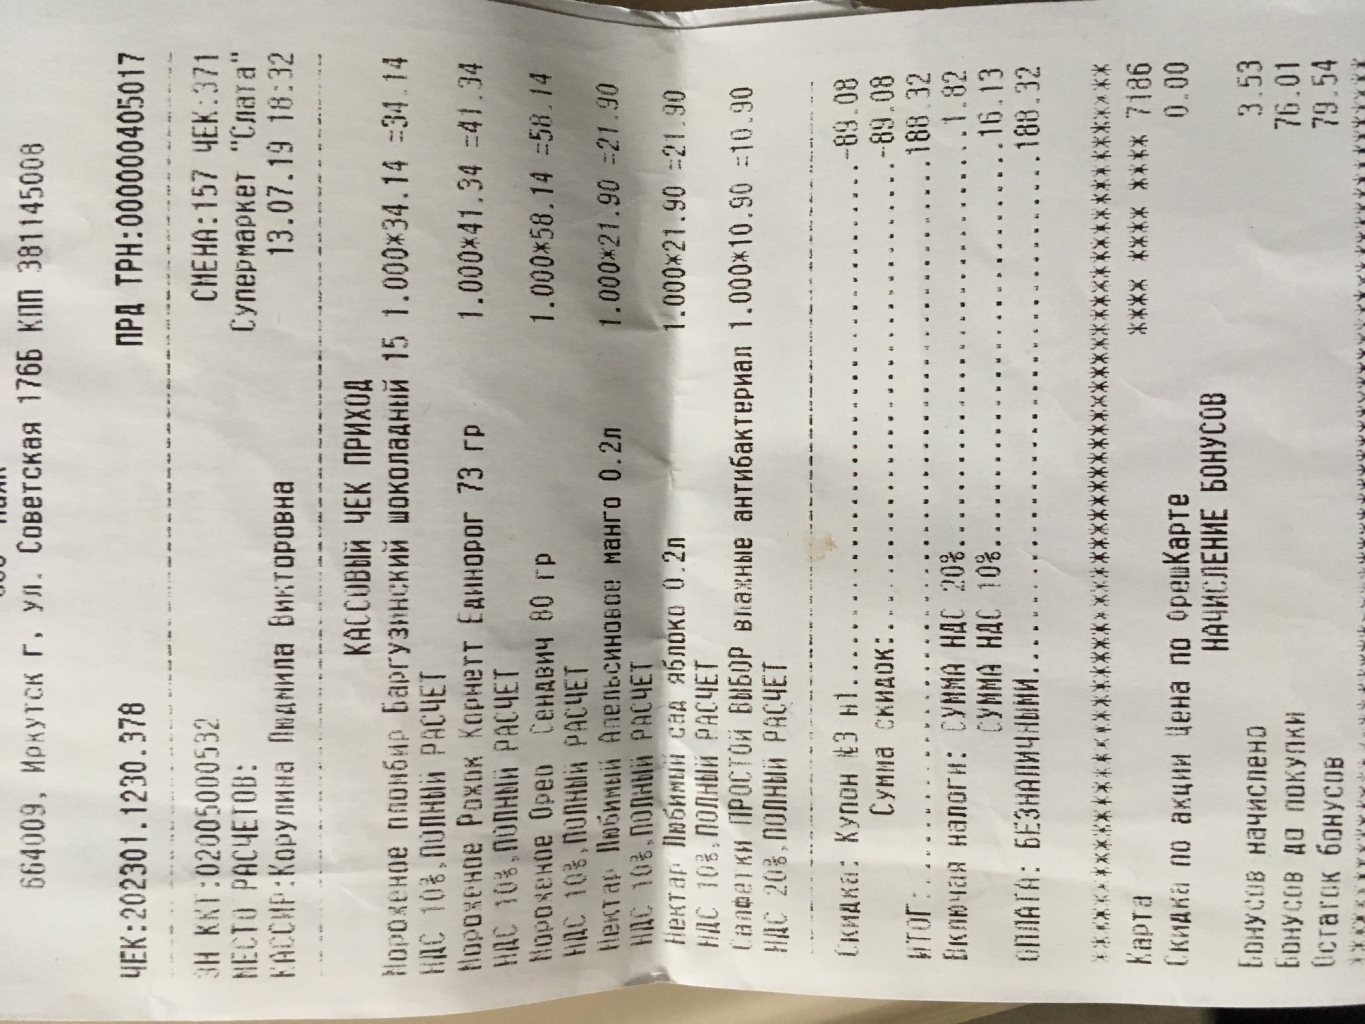 664009, Иркутск г, ул. Советская 176Б КПП 381145008
ЧЕК:202301.1230.378 ПРД ТРН:000000405017
ЗН ККТ:02005000532 СМЕНА:157 ЧЕК:371
МЕСТО РАСЧЕТОВ: Супермаркет "Слата"
КАССИР:Корулина Людмила Викторовна 13.07.19 18:32
КАССОВЫЙ ЧЕК ПРИХОД
Мороженое пломбир Баргузинский шоколадный 15 1.000*34.14 =34.14
НДС 10%,ПОЛНЫЙ РАСЧЕТ
Мороженое Рожок Корнетт Единорог 73 гр 1.000*41.34 =41.34
НДС 10%,ПОЛНЫЙ РАСЧЕТ
Мороженое Орео Сендвич 80 гр 1.000*58.14 =58.14
НДС 10%,ПОЛНЫЙ РАСЧЕТ
Нектар Любимый Апельсиновое манго 0.2л 1.000*21.90 =21.90
НДС 10%,ПОЛНЫЙ РАСЧЕТ
Нектар Любимый сад яблоко 0.2л 1.000*21.90 =21.90
НДС 10%,ПОЛНЫЙ РАСЧЕТ
Салфетки ПРОСТОЙ ВЫБОР влажные антибактериал 1.000*10.90 =10.90
НДС 20%,ПОЛНЫЙ РАСЧЕТ
Скидка: Купон №3 н1.....-89.08
Сумма скидок:.....-89.08
ИТОГ:.....188.32
Включая налоги: СУММА НДС 20%.....1.82
СУММА НДС 10%.....16.13
ОПЛАТА: БЕЗНАЛИЧНЫМИ.....188.32
Карта **** **** **** 7186
Скидка по акции Цена по ОрешКарте 0.00
НАЧИСЛЕНИЕ БОНУСОВ
Бонусов начислено 3.53
Бонусов до покупки 76.01
Остаток бонусов 79.54